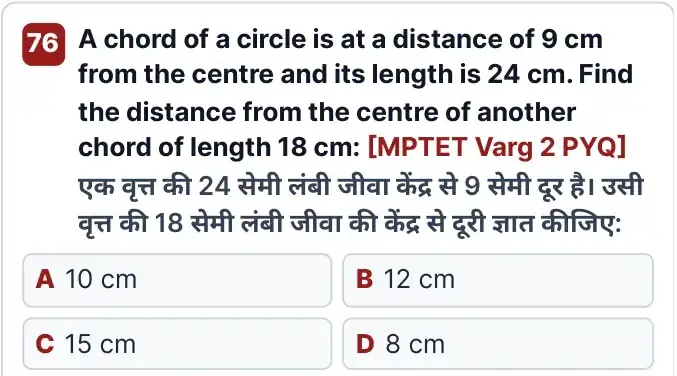 76 A chord of a circle is at a distance of 9 cm
from the centre and its length is 24 cm. Find
the distance from the centre of another
chord of length 18 cm: [MPTET Varg 2 PYQ]
एक वृत्त की 24 सेमी लंबी जीवा केंद्र से 9 सेमी दूर है। उसी
वृत्त की 18 सेमी लंबी जीवा की केंद्र से दूरी ज्ञात कीजिए:
A 10 cm
B 12 cm
C 15 cm
D 8 cm